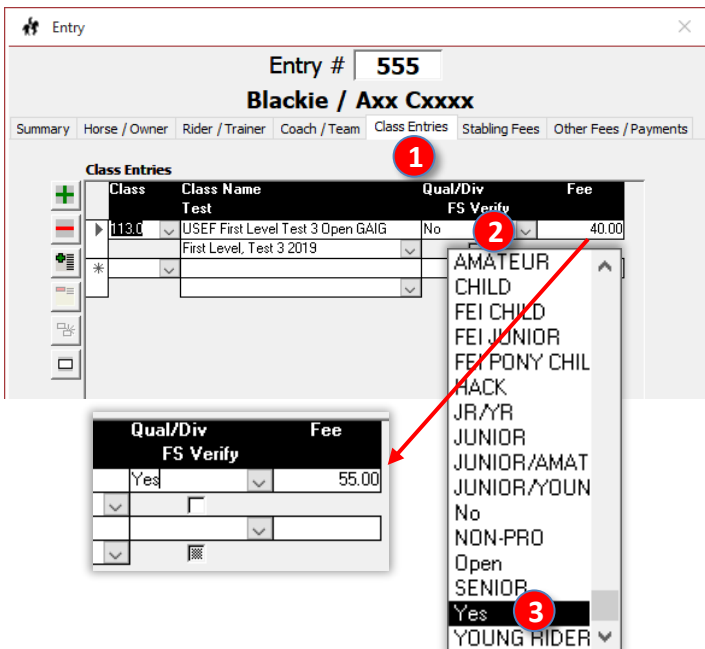 Entry
Entry # 555
Blackie / Axx Cxxxx
Summary Horse / Owner Rider / Trainer Coach / Team Class Entries Stabling Fees Other Fees / Payments
1
Class Entries
Class Class Name Qual/Div Fee
Test FS Verify
113.0 USEF First Level Test 3 Open GAIG No 40.00
2
First Level, Test 3 2019
*
AMATEUR
CHILD
FEI CHILD
FEI JUNIOR
FEI PONY CHIL
HACK
JR/YR
JUNIOR
JUNIOR/AMAT
JUNIOR/YOUN
No
NON-PRO
Open
SENIOR
Yes
3
YOUNG RIDER
Qual/Div Fee
FS Verify
Yes 55.00